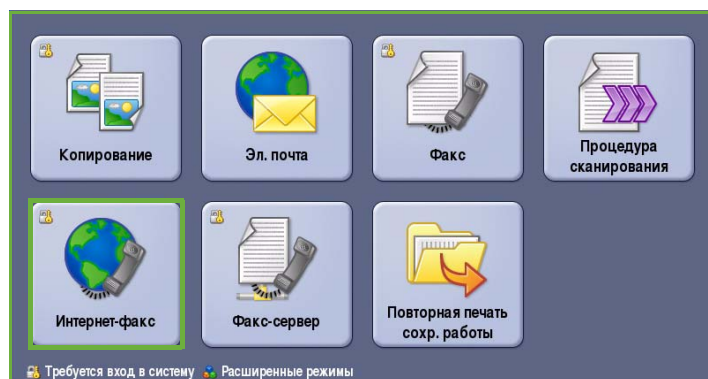 Копирование
Эл. почта
Факс
Процедура
сканирования
Интернет-факс
Факс-сервер
Повторная печать
сохр. работы
Требуется вход в систему Расширенные режимы